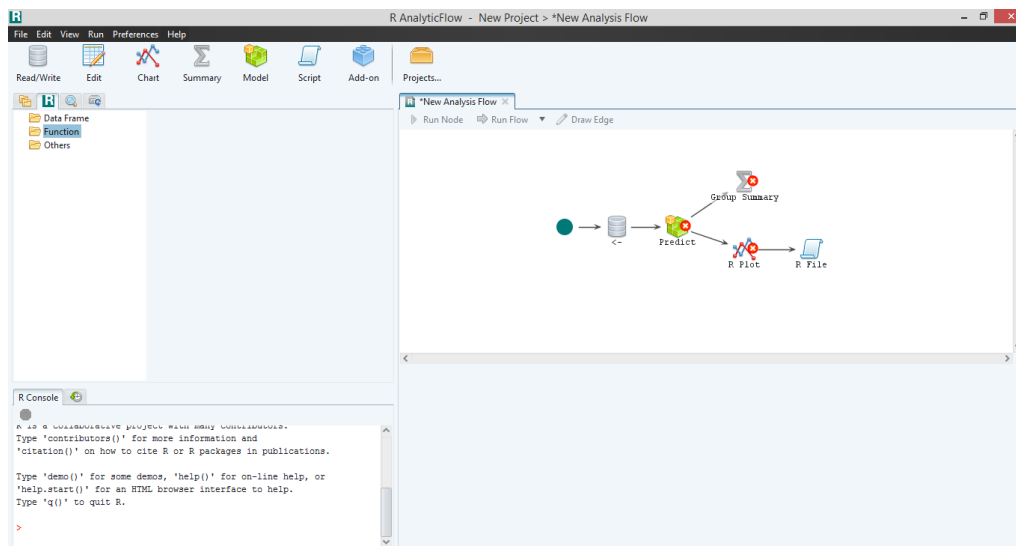 R AnalyticFlow - New Project > *New Analysis Flow
File Edit View Run Preferences Help
Read/Write Edit Chart Summary Model Script Add-on Projects...
Data Frame
Function
Others
*New Analysis Flow
Run Node Run Flow Draw Edge
Group Summary
<-
Predict
R Plot
R File
R Console
R is a collaborative project with many contributors.
Type 'contributors()' for more information and
'citation()' on how to cite R or R packages in publications.
Type 'demo()' for some demos, 'help()' for on-line help, or
'help.start()' for an HTML browser interface to help.
Type 'q()' to quit R.
>